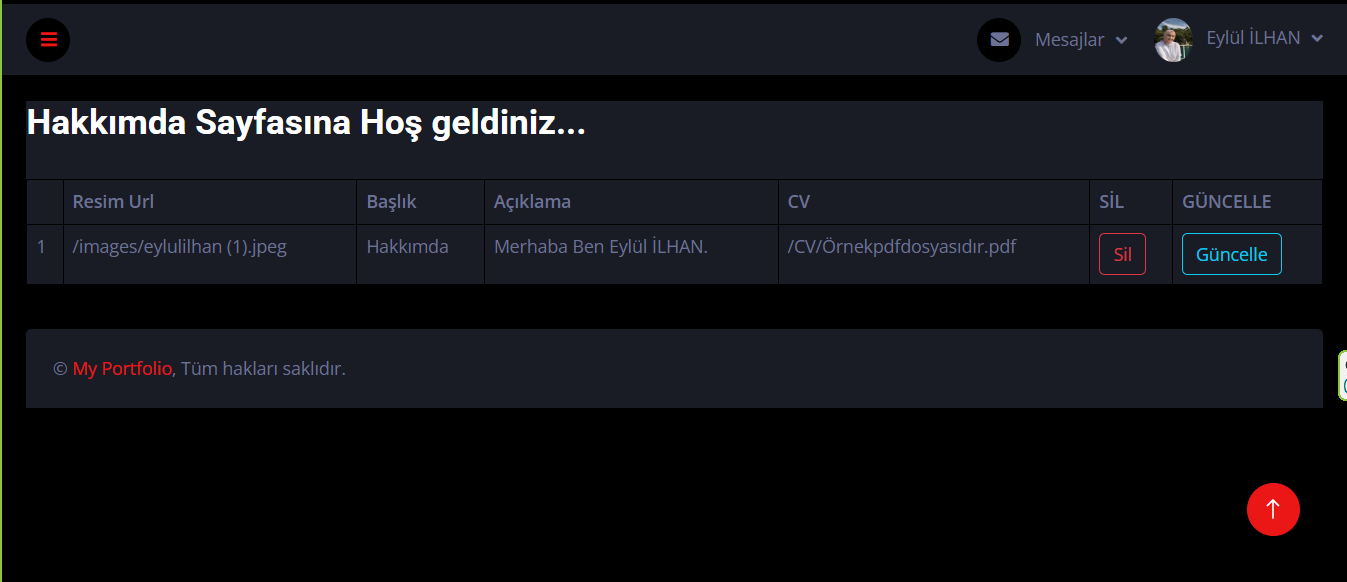 Mesajlar Eylül İLHAN
Hakkımda Sayfasına Hoş geldiniz...
Resim Url Başlık Açıklama CV SİL GÜNCELLE
1 /images/eylulilhan (1).jpeg Hakkımda Merhaba Ben Eylül İLHAN. /CV/Örnekpdfdosyasıdır.pdf Sil Güncelle
© My Portfolio, Tüm hakları saklıdır.